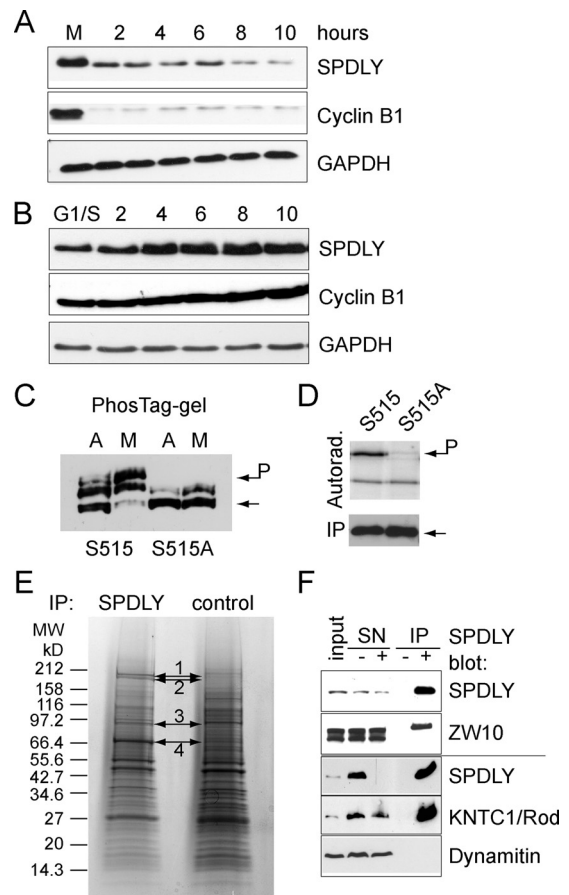 A
M 2 4 6 8 10 hours
SPDLY
Cyclin B1
GAPDH
B
G1/S 2 4 6 8 10
SPDLY
Cyclin B1
GAPDH
C
PhosTag-gel
A M A M
P
S515 S515A
D
S515 S515A
Autorad.
P
IP
E
IP: SPDLY control
MW
kD
212
158
116
97.2
66.4
55.6
42.7
34.6
27
20
14.3
1
2
3
4
F
input SN IP SPDLY
- + - + blot:
SPDLY
ZW10
SPDLY
KNTC1/Rod
Dynamitin